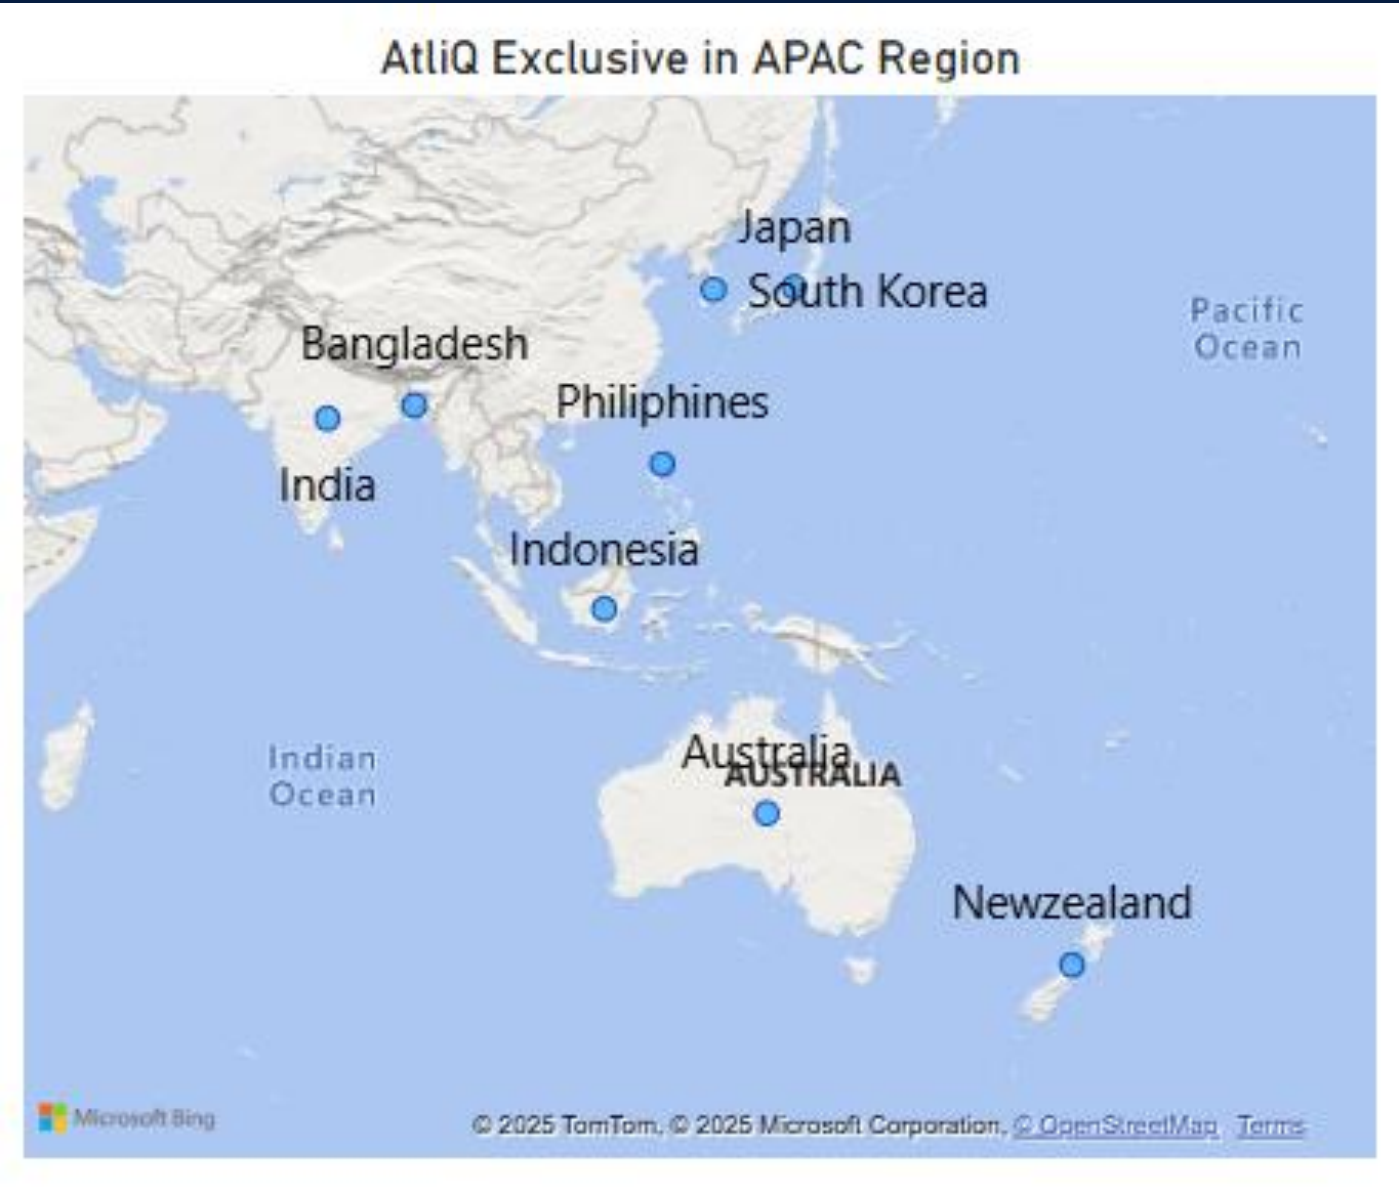 AtliQ Exclusive in APAC Region
Japan
South Korea
Pacific
Ocean
Bangladesh
Philiphines
India
Indonesia
Australia
AUSTRALIA
Indian
Ocean
Newzealand
Microsoft Bing
© 2025 TomTom, © 2025 Microsoft Corporation, © OpenStreetMap Terms